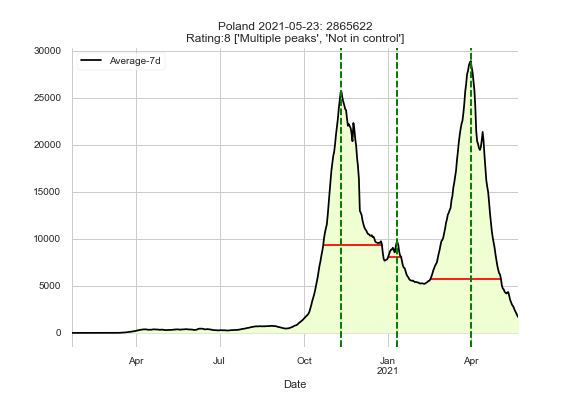 Poland 2021-05-23: 2865622
Rating:8 ['Multiple peaks', 'Not in control']
30000
Average-7d
25000
20000
15000
10000
5000
0
Apr Jul Oct Jan Apr
2021
Date